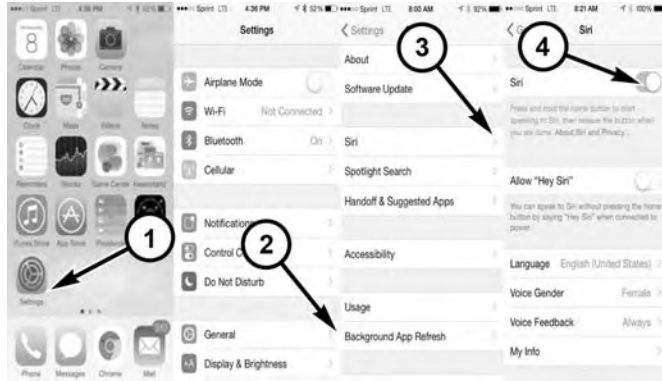 Sprint LTE 4:36 PM 52%
8
Calendar Photos Camera
Clock Maps Videos Notes
Reminders Stocks Game Center Newsstand
iTunes Store App Store
1
Settings
Phone Messages Chrome Mail
Sprint LTE 4:36 PM 52%
Settings
Airplane Mode
Wi-Fi Not Connected
Bluetooth On
Cellular
Notifications
Control C
2
Do Not Disturb
General
Display & Brightness
Sprint LTE 8:00 AM 92%
Settings
3
About
Software Update
Siri
Spotlight Search
Handoff & Suggested Apps
Accessibility
Usage
Background App Refresh
Sprint LTE 8:21 AM 100%
Siri
4
Siri
Press and hold the home button to start
speaking to Siri, then release the button when
you are done. About Siri and Privacy...
Allow "Hey Siri"
You can speak to Siri without pressing the home
button by saying "Hey Siri" when connected to
power.
Language English (United States)
Voice Gender Female
Voice Feedback Always
My Info